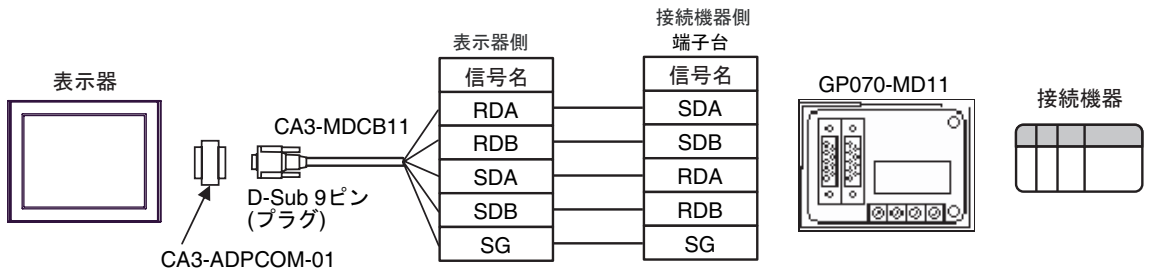 表示器
CA3-ADPCOM-01
D-Sub 9ピン
(プラグ)
CA3-MDCB11
表示器側
信号名
RDA
RDB
SDA
SDB
SG
接続機器側
端子台
信号名
SDA
SDB
RDA
RDB
SG
GP070-MD11
接続機器